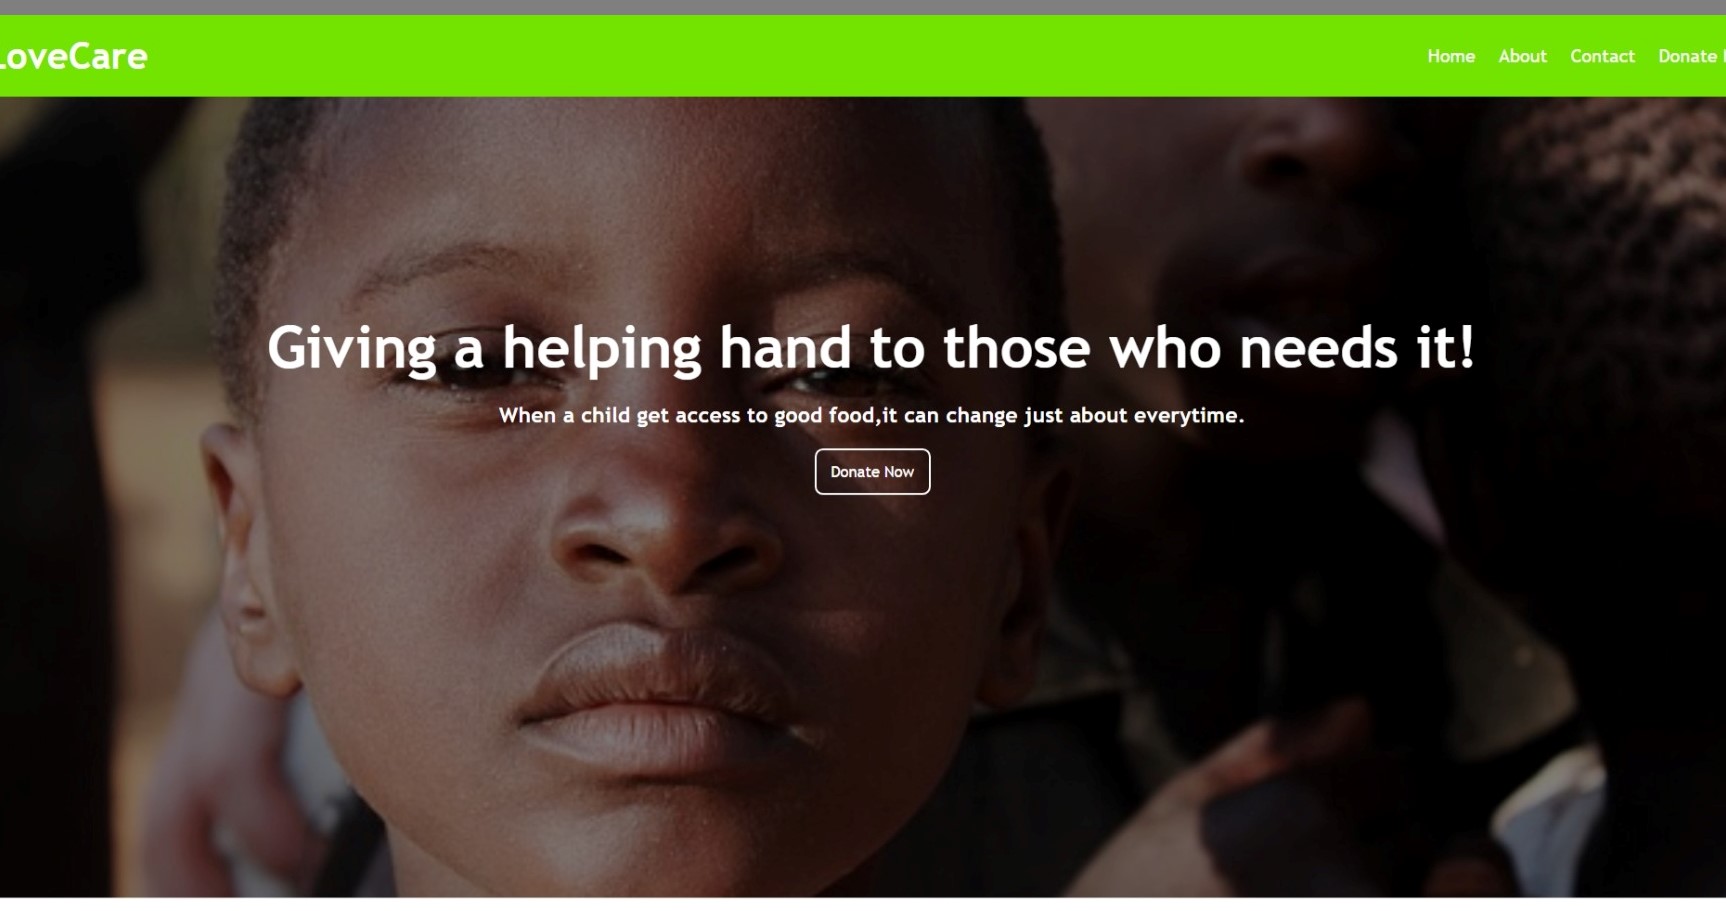 LoveCare
Home About Contact Donate
Giving a helping hand to those who needs it!
When a child get access to good food,it can change just about everytime.
Donate Now